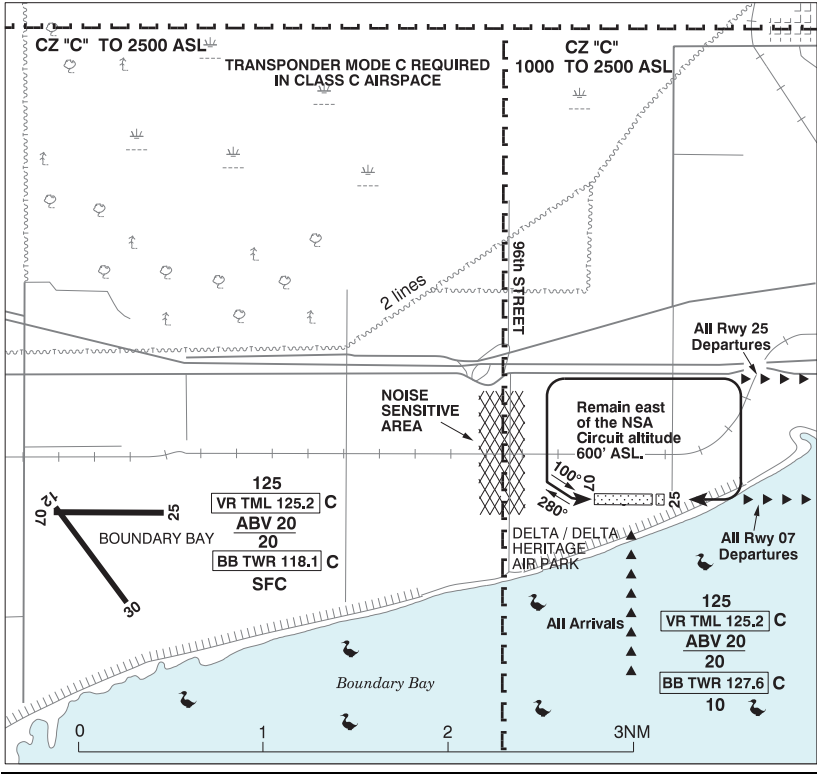 CZ "C" TO 2500 ASL
TRANSPONDER MODE C REQUIRED
IN CLASS C AIRSPACE
CZ "C"
1000 TO 2500 ASL
96th STREET
2 lines
All Rwy 25
Departures
NOISE
SENSITIVE
AREA
Remain east
of the NSA
Circuit altitude
600' ASL.
100°
280°
07
25
12
07
25
30
BOUNDARY BAY
125
VR TML 125.2 C
ABV 20
20
BB TWR 118.1 C
SFC
DELTA / DELTA
HERITAGE
AIR PARK
All Rwy 07
Departures
All Arrivals
125
VR TML 125.2 C
ABV 20
20
BB TWR 127.6 C
10
Boundary Bay
0 1 2 3NM